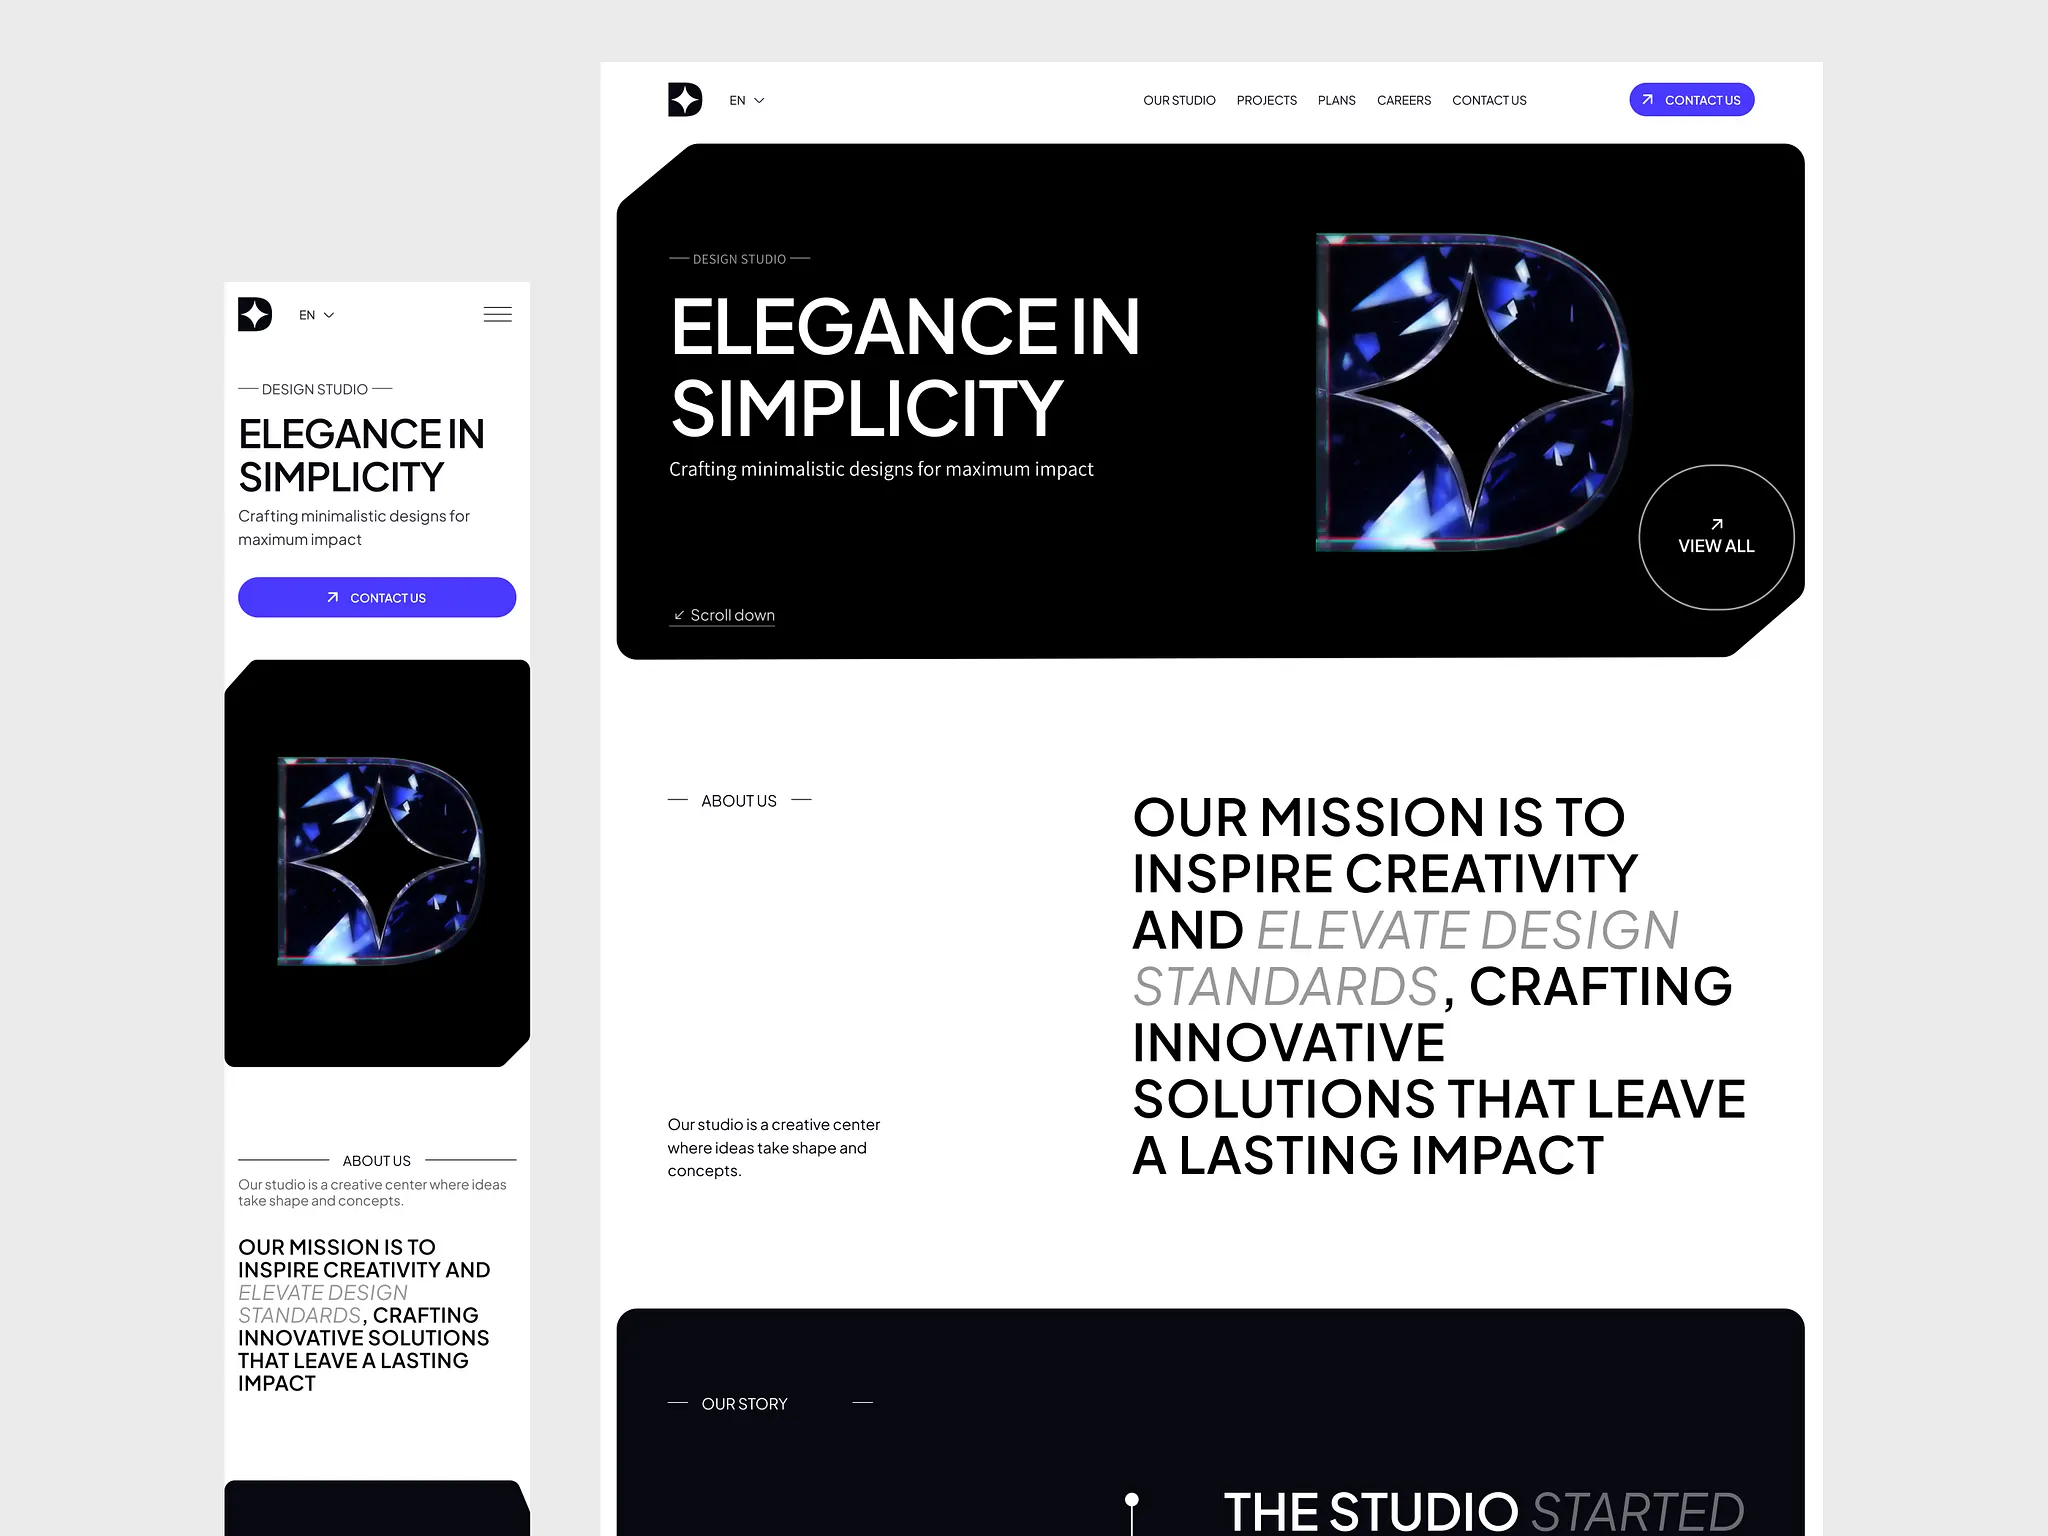 EN
DESIGN STUDIO
ELEGANCE IN
SIMPLICITY
Crafting minimalistic designs for
maximum impact
CONTACT US
ABOUT US
Our studio is a creative center where ideas
take shape and concepts.
OUR MISSION IS TO
INSPIRE CREATIVITY AND
ELEVATE DESIGN
STANDARDS, CRAFTING
INNOVATIVE SOLUTIONS
THAT LEAVE A LASTING
IMPACT
EN
OUR STUDIO PROJECTS PLANS CAREERS CONTACT US
CONTACT US
DESIGN STUDIO
ELEGANCE IN
SIMPLICITY
Crafting minimalistic designs for maximum impact
VIEW ALL
Scroll down
ABOUT US
Our studio is a creative center
where ideas take shape and
concepts.
OUR MISSION IS TO
INSPIRE CREATIVITY
AND ELEVATE DESIGN
STANDARDS, CRAFTING
INNOVATIVE
SOLUTIONS THAT LEAVE
A LASTING IMPACT
OUR STORY
THE STUDIO STARTED